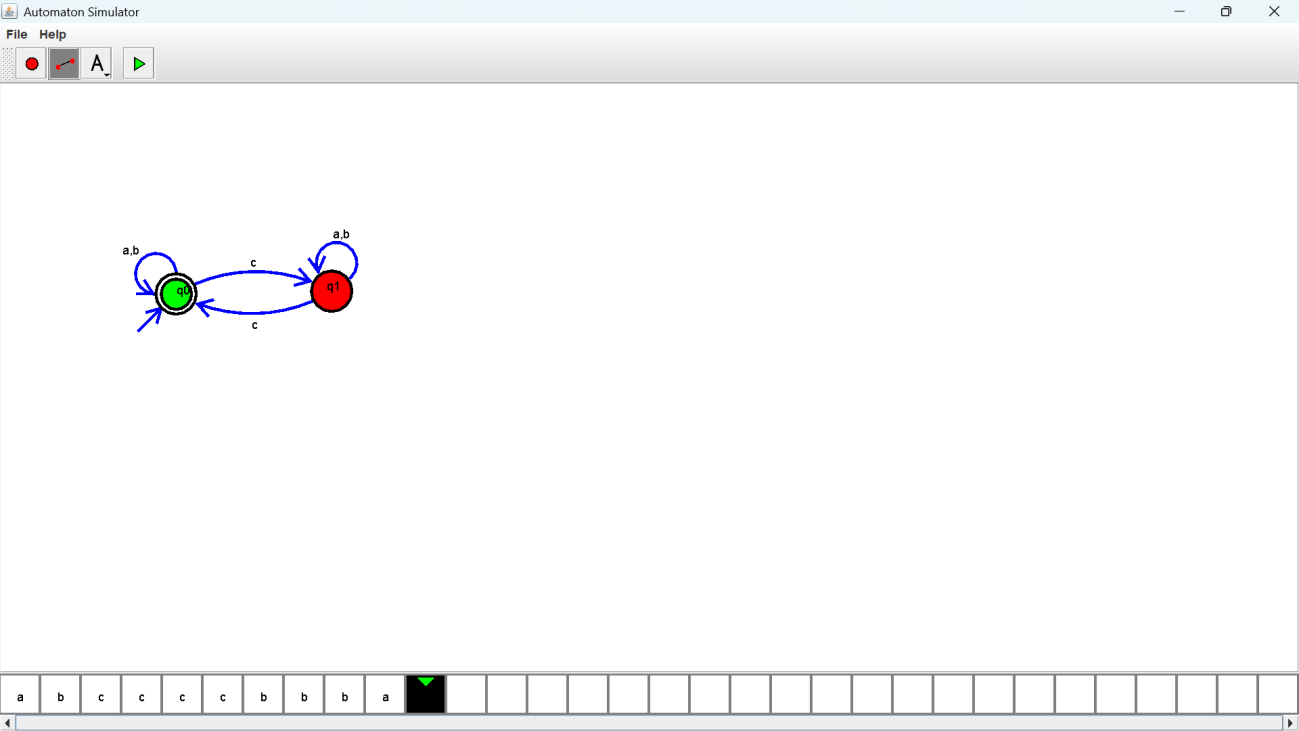 Automaton Simulator
File Help
A
a,b
a,b
c
q0
q1
c
a b c c c c b b b a